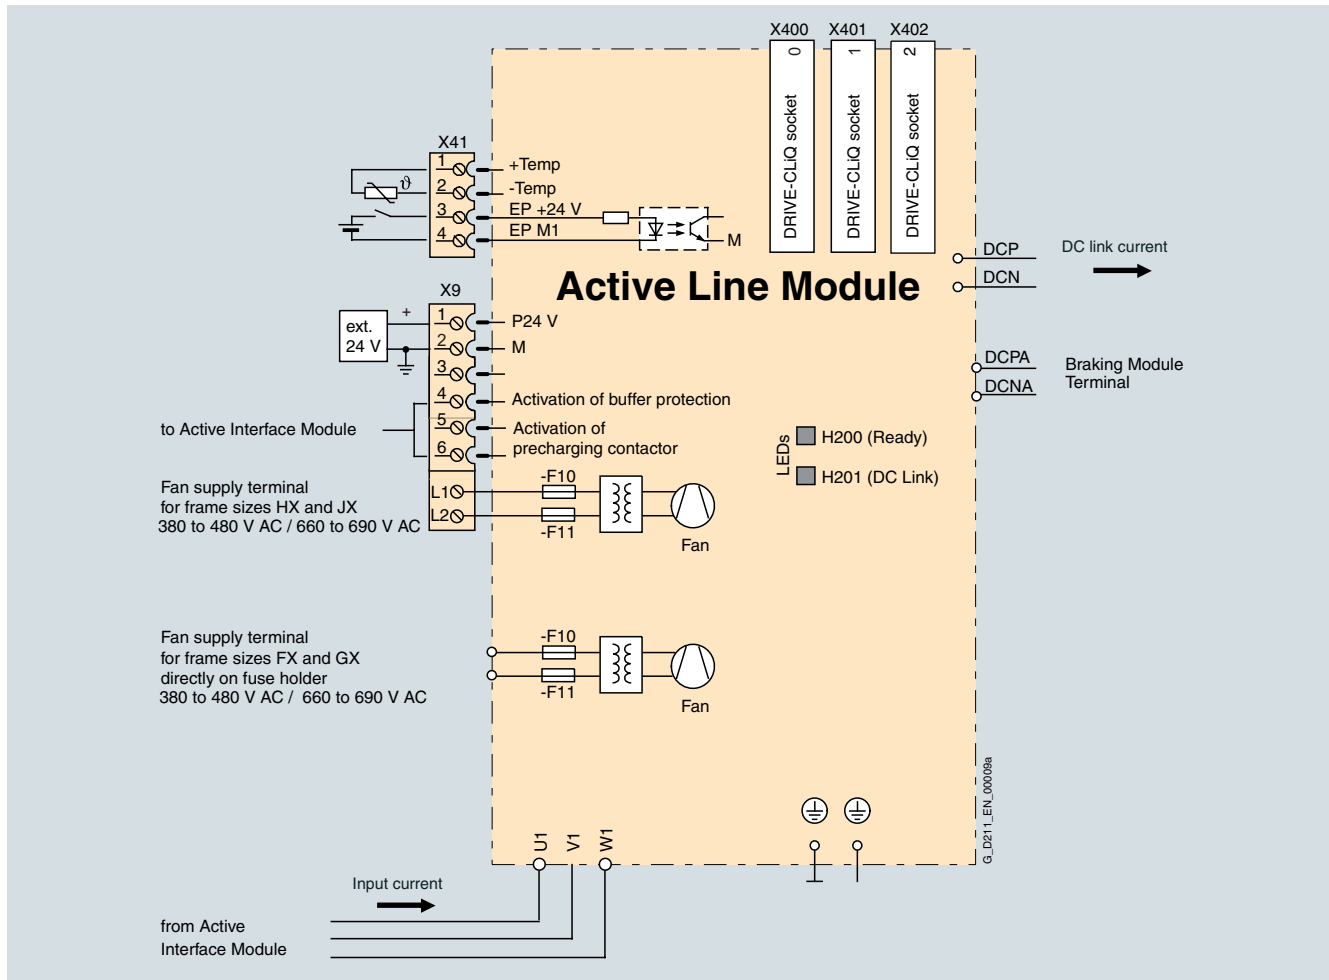 X400 X401 X402
0 1 2
DRIVE-CLiQ socket
DRIVE-CLiQ socket
DRIVE-CLiQ socket
X41
1 +Temp
ϑ
2 -Temp
3 EP +24 V
4 EP M1
M
DCP
DCN
DC link current
Active Line Module
X9
ext.
24 V
+
1 P24 V
2 M
3
4 Activation of buffer protection
5 Activation of
6 precharging contactor
to Active Interface Module
DCPA
DCNA
Braking Module
Terminal
LEDs
H200 (Ready)
H201 (DC Link)
Fan supply terminal
for frame sizes HX and JX
380 to 480 V AC / 660 to 690 V AC
L1
L2
-F10
-F11
Fan
Fan supply terminal
for frame sizes FX and GX
directly on fuse holder
380 to 480 V AC / 660 to 690 V AC
-F10
-F11
Fan
G_D211_EN_00009a
U1
V1
W1
Input current
from Active
Interface Module